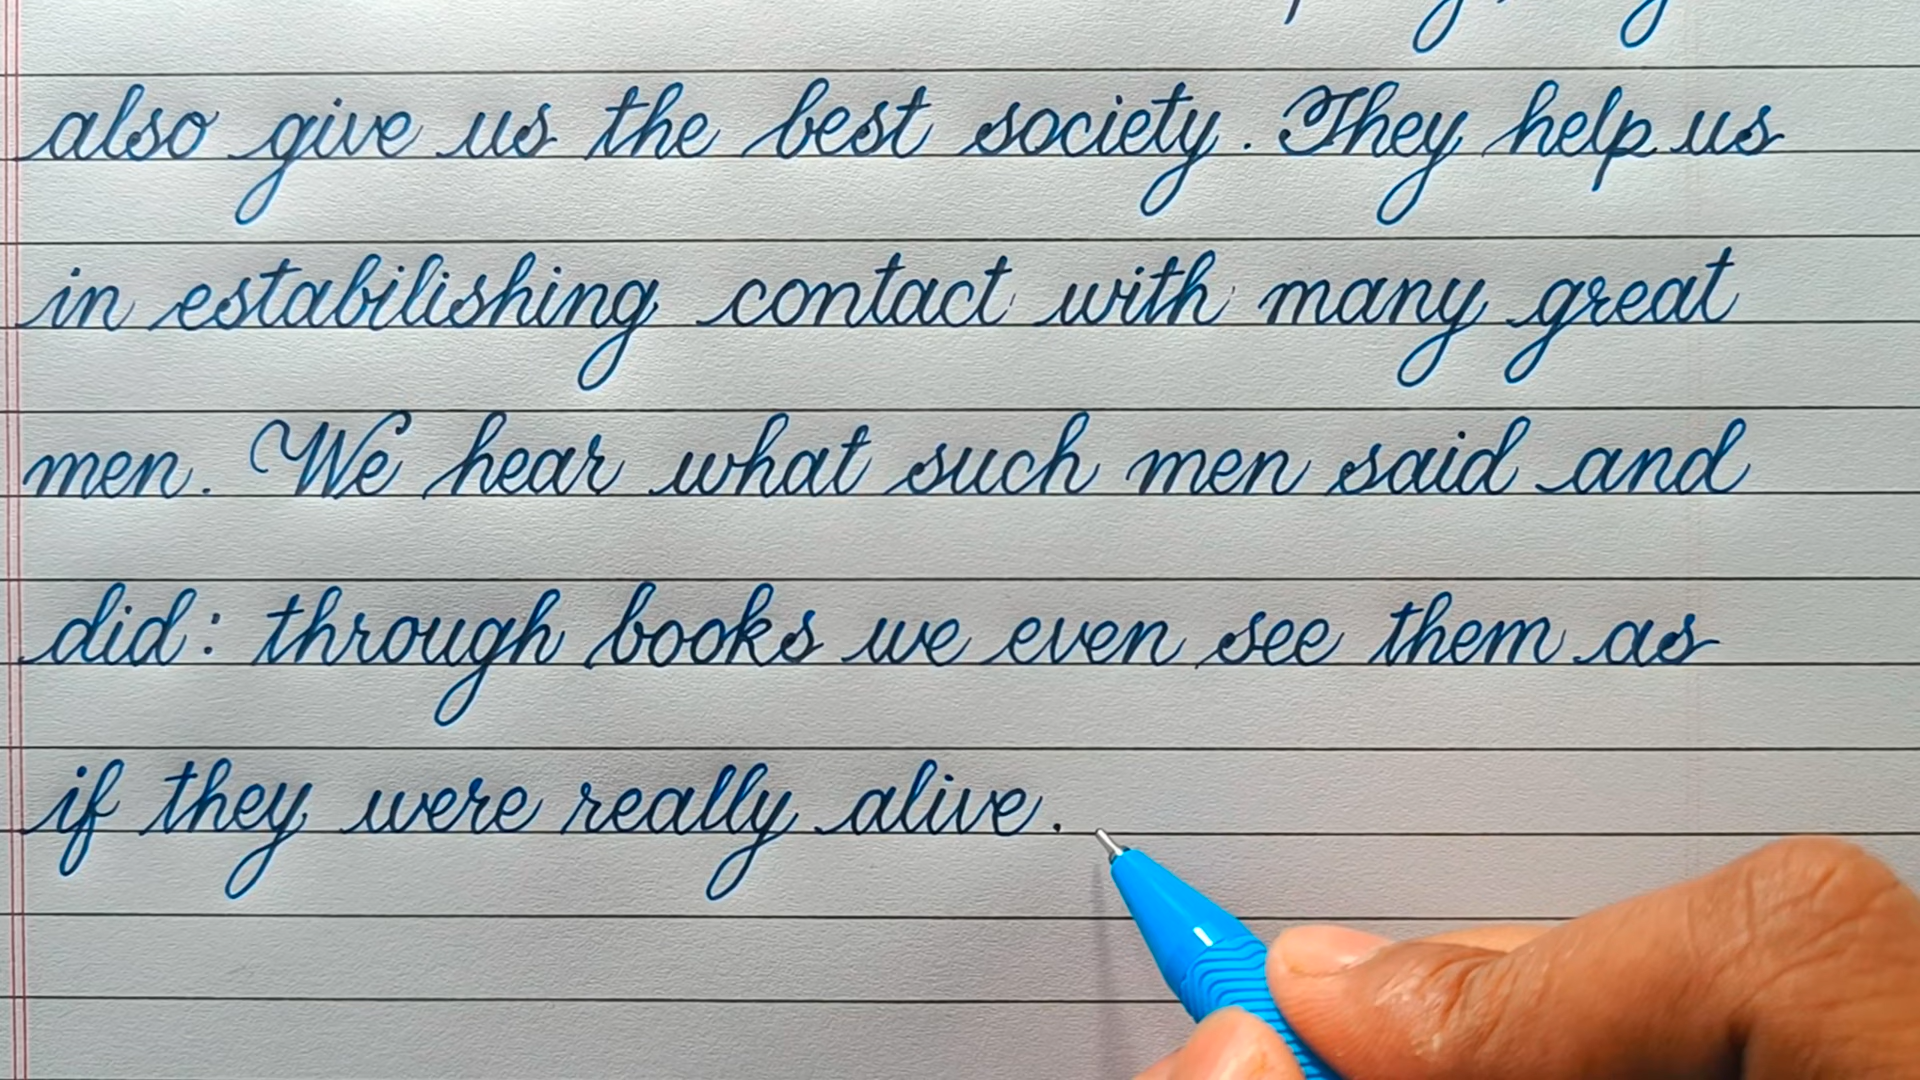 also give us the best society. They help us
in estabilishing contact with many great
men. We hear what such men said and
did: through books we even see them as
if they were really alive.